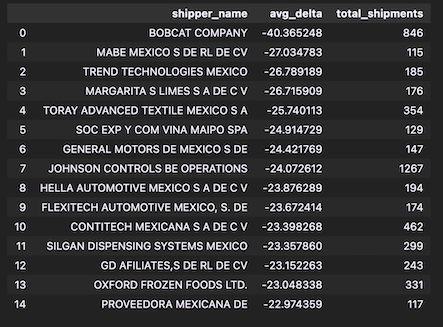 shipper_name avg_delta total_shipments
0 BOBCAT COMPANY -40.365248 846
1 MABE MEXICO S DE RL DE CV -27.034783 115
2 TREND TECHNOLOGIES MEXICO -26.789189 185
3 MARGARITA S LIMES S A DE C V -26.715909 176
4 TORAY ADVANCED TEXTILE MEXICO S A -25.740113 354
5 SOC EXP Y COM VINA MAIPO SPA -24.914729 129
6 GENERAL MOTORS DE MEXICO S DE -24.421769 147
7 JOHNSON CONTROLS BE OPERATIONS -24.072612 1267
8 HELLA AUTOMOTIVE MEXICO S A DE C V -23.876289 194
9 FLEXITECH AUTOMOTIVE MEXICO, S. DE -23.672414 174
10 CONTITECH MEXICANA S A DE C V -23.398268 462
11 SILGAN DISPENSING SYSTEMS MEXICO -23.357860 299
12 GD AFILIATES,S DE RL DE CV -23.152263 243
13 OXFORD FROZEN FOODS LTD. -23.048338 331
14 PROVEEDORA MEXICANA DE -22.974359 117